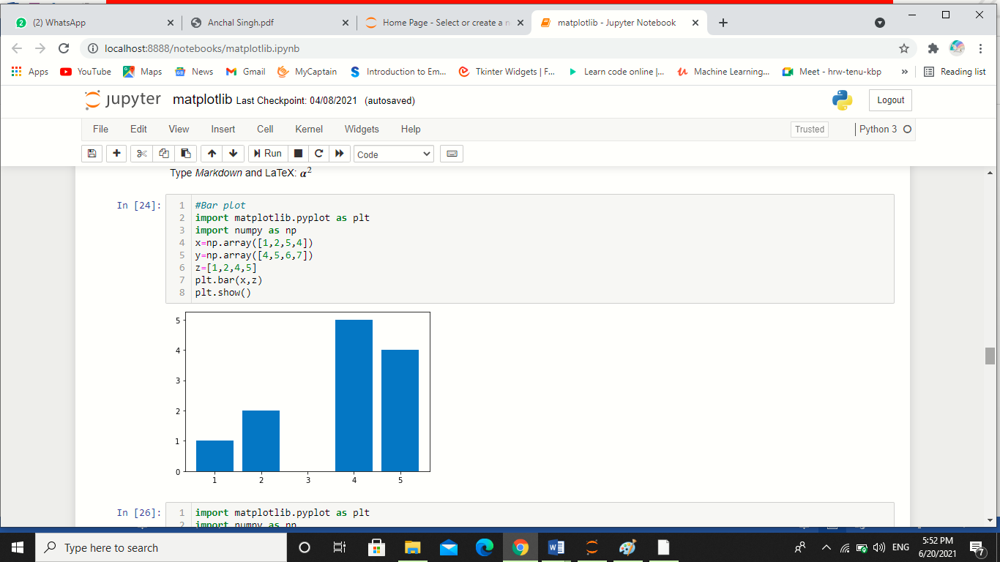 2 (2) WhatsApp
Anchal Singh.pdf
Home Page - Select or create a n
matplotlib - Jupyter Notebook
localhost:8888/notebooks/matplotlib.ipynb
Apps YouTube Maps News Gmail MyCaptain Introduction to Em... Tkinter Widgets | F... Learn code online |... Machine Learning... Meet - hrw-tenu-kbp » Reading list
jupyter matplotlib Last Checkpoint: 04/08/2021 (autosaved) Logout
File Edit View Insert Cell Kernel Widgets Help Trusted Python 3
Run Code
Type Markdown and LaTeX: α²
In [24]:
1 #Bar plot
2 import matplotlib.pyplot as plt
3 import numpy as np
4 x=np.array([1,2,5,4])
5 y=np.array([4,5,6,7])
6 z=[1,2,4,5]
7 plt.bar(x,z)
8 plt.show()
5
4
3
2
1
0
1 2 3 4 5
In [26]:
1 import matplotlib.pyplot as plt
2 import numpy as np
Type here to search
ENG
5:52 PM
6/20/2021
7